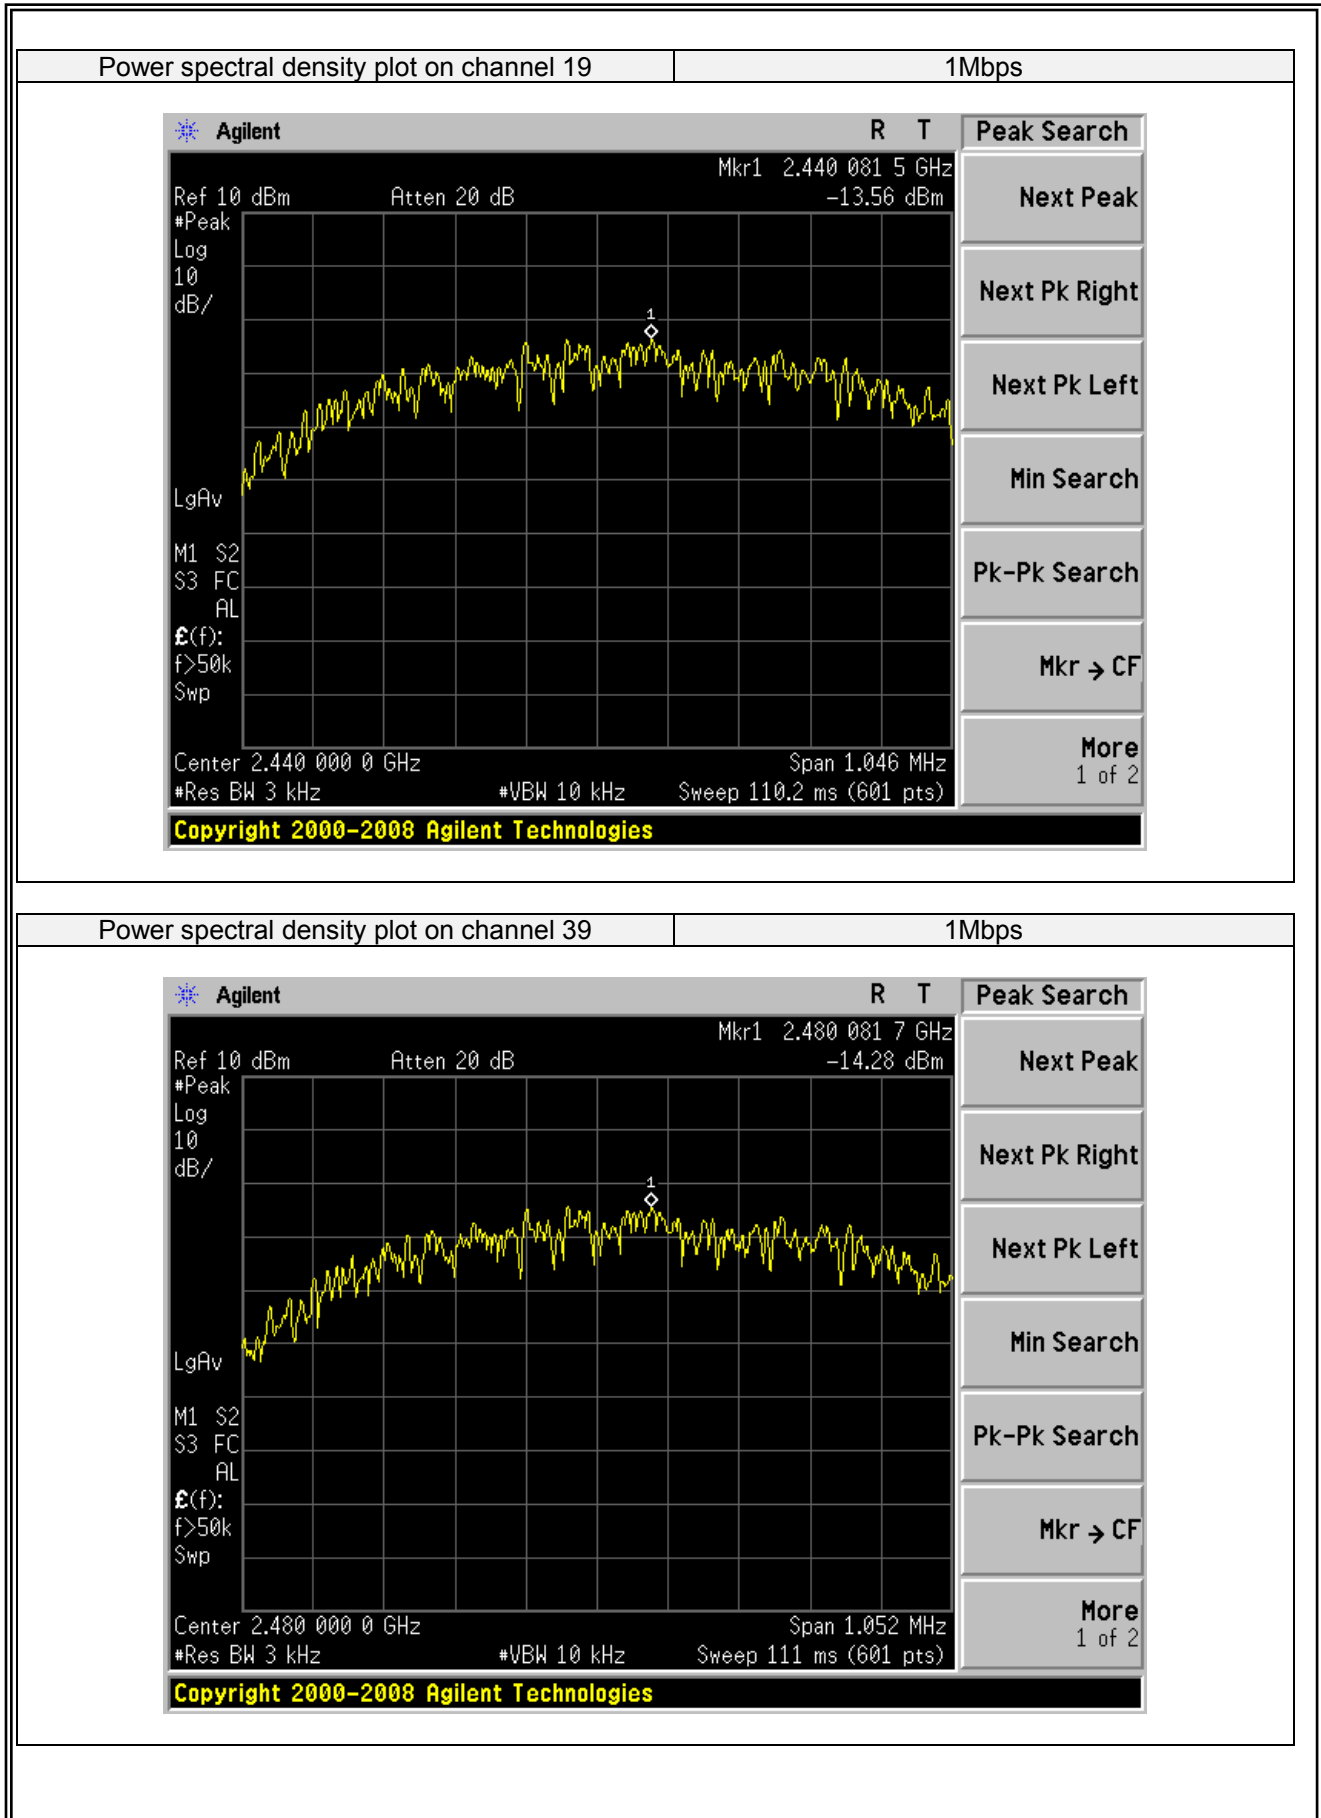 Power spectral density plot on channel 19 1Mbps
Agilent R T Peak Search
Mkr1 2.440 081 5 GHz
Ref 10 dBm Atten 20 dB -13.56 dBm
Next Peak
#Peak
Log
10
dB/
Next Pk Right
1
Next Pk Left
Min Search
LgAv
M1 S2
S3 FC
AL
Pk-Pk Search
£(f):
f>50k
Swp
Mkr → CF
Center 2.440 000 0 GHz Span 1.046 MHz
#Res BW 3 kHz #VBW 10 kHz Sweep 110.2 ms (601 pts)
More
1 of 2
Copyright 2000-2008 Agilent Technologies
Power spectral density plot on channel 39 1Mbps
Agilent R T Peak Search
Mkr1 2.480 081 7 GHz
Ref 10 dBm Atten 20 dB -14.28 dBm
Next Peak
#Peak
Log
10
dB/
Next Pk Right
1
Next Pk Left
Min Search
LgAv
M1 S2
S3 FC
AL
Pk-Pk Search
£(f):
f>50k
Swp
Mkr → CF
Center 2.480 000 0 GHz Span 1.052 MHz
#Res BW 3 kHz #VBW 10 kHz Sweep 111 ms (601 pts)
More
1 of 2
Copyright 2000-2008 Agilent Technologies